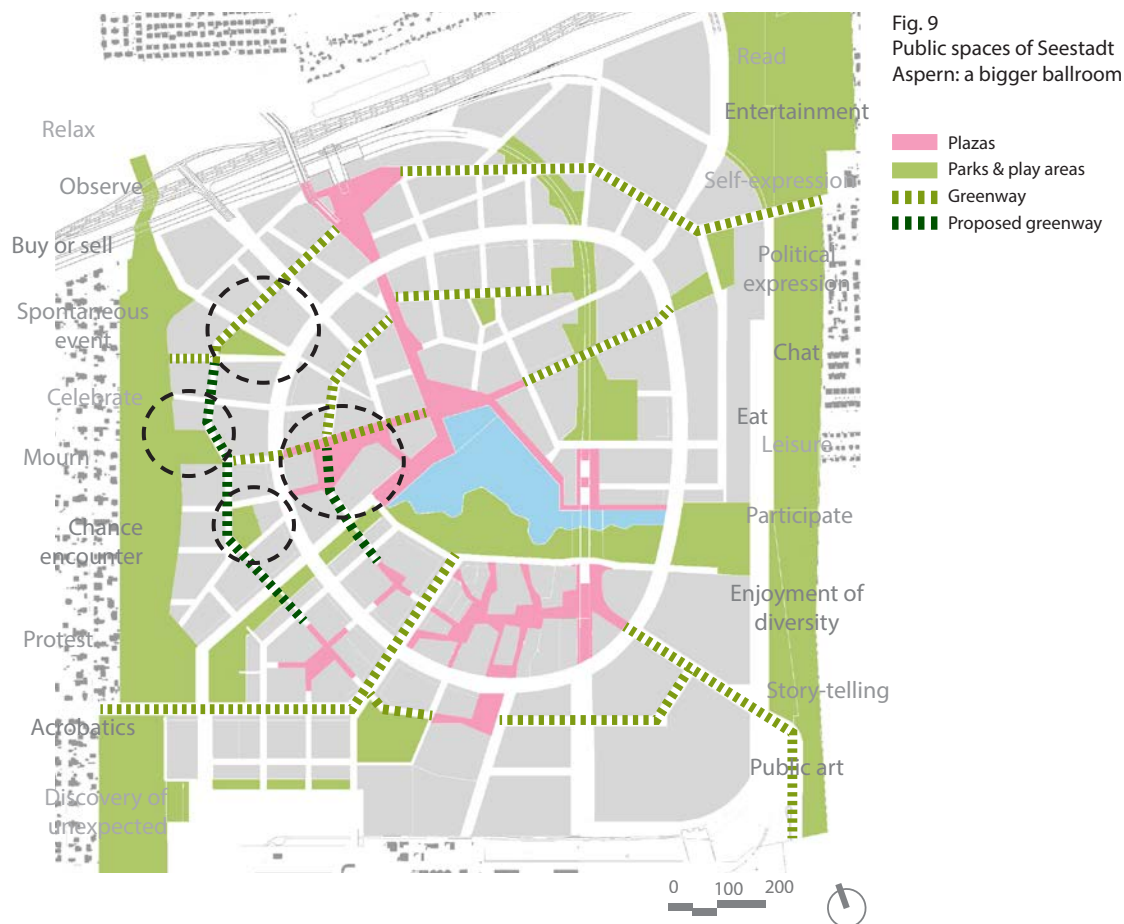 Fig. 9
Public spaces of Seestadt
Aspern: a bigger ballroom
Plazas
Parks & play areas
Greenway
Proposed greenway
Relax
Observe
Buy or sell
Spontaneous
event
Celebrate
Mourn
Chance
encounter
Protest
Acrobatics
Discovery of
unexpected
Read
Entertainment
Self-expression
Political
expression
Chat
Eat
Leisure
Participate
Enjoyment of
diversity
Story-telling
Public art
0 100 200